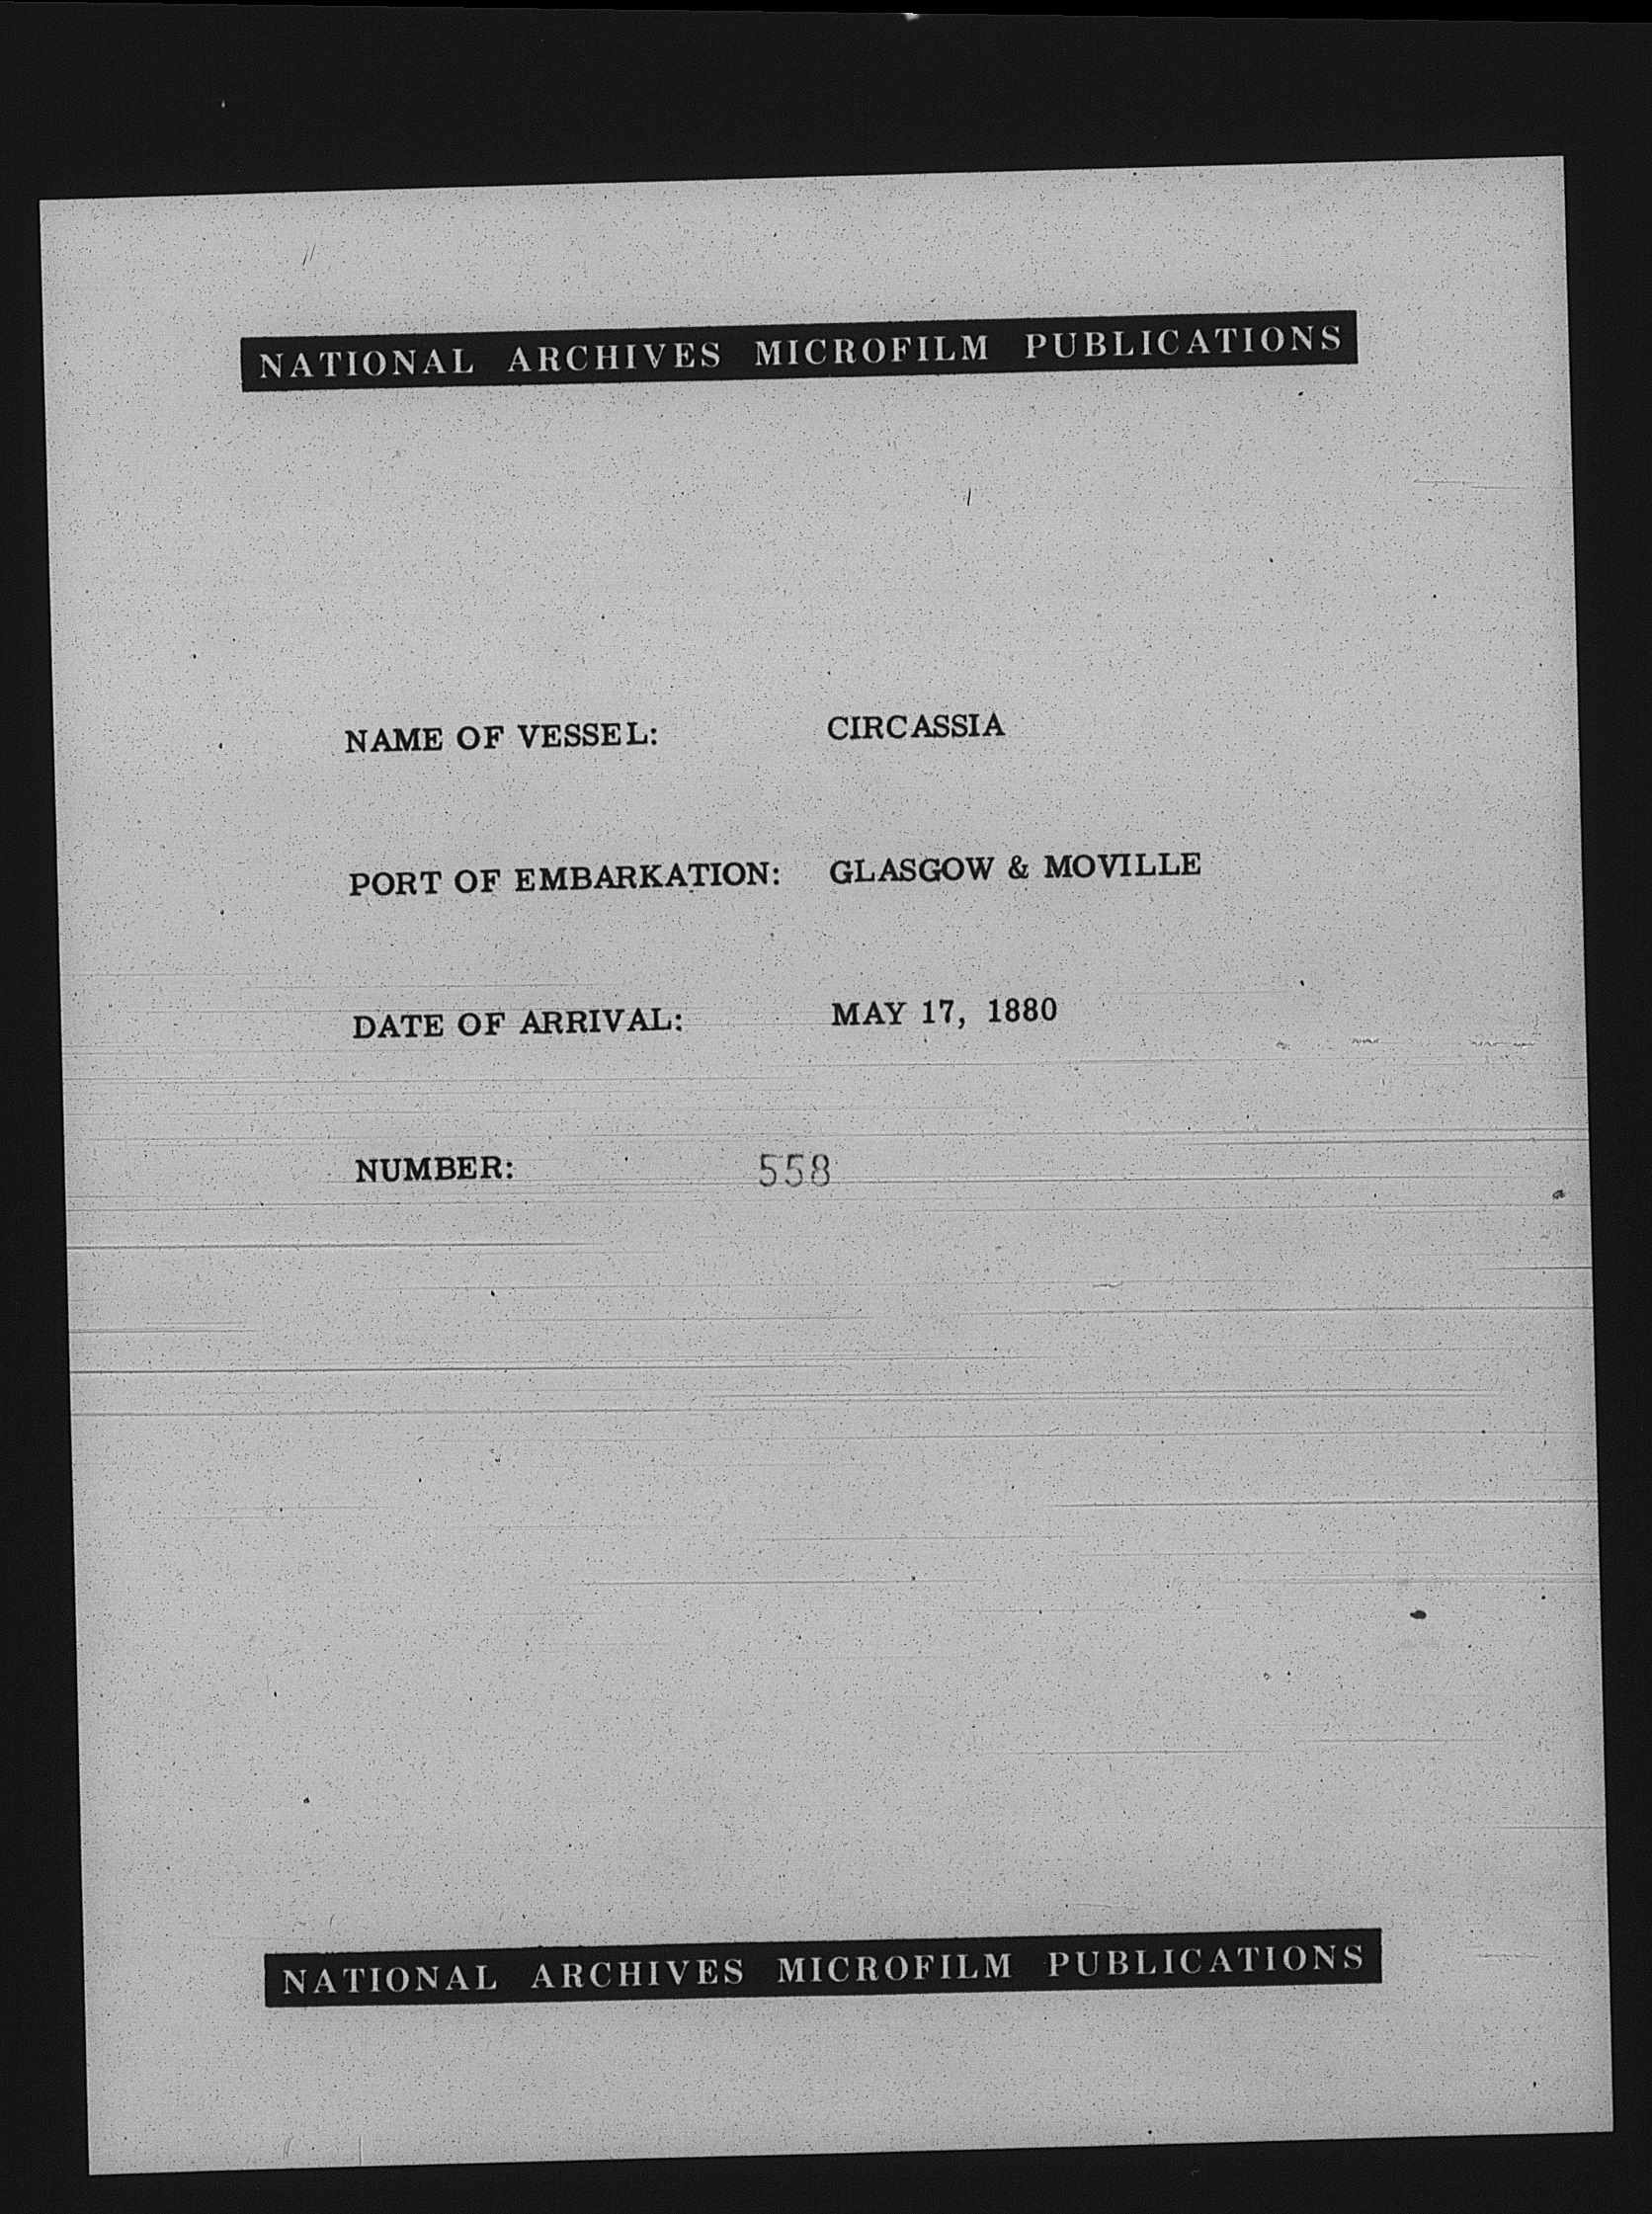 NATIONAL ARCHIVES MICROFILM PUBLICATIONS
NAME OF VESSEL: CIRCASSIA
PORT OF EMBARKATION: GLASGOW & MOVILLE
DATE OF ARRIVAL: MAY 17, 1880
NUMBER: 558
NATIONAL ARCHIVES MICROFILM PUBLICATIONS